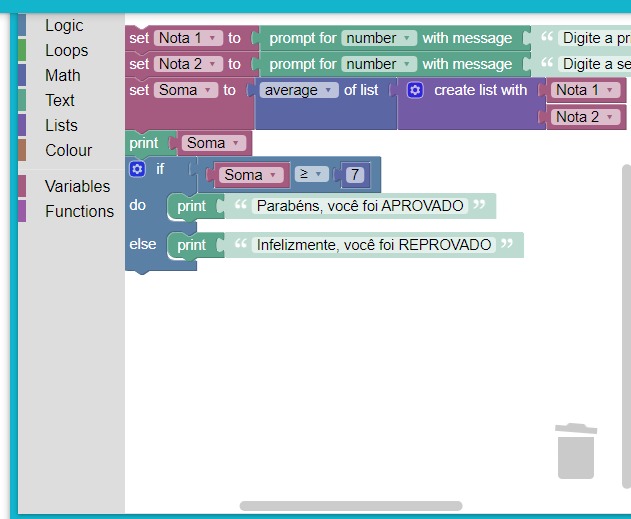 Logic
Loops
Math
Text
Lists
Colour
Variables
Functions
set Nota 1 to prompt for number with message “ Digite a pr
set Nota 2 to prompt for number with message “ Digite a se
set Soma to average of list create list with Nota 1
Nota 2
print Soma
if Soma ≥ 7
do print “ Parabéns, você foi APROVADO ”
else print “ Infelizmente, você foi REPROVADO ”